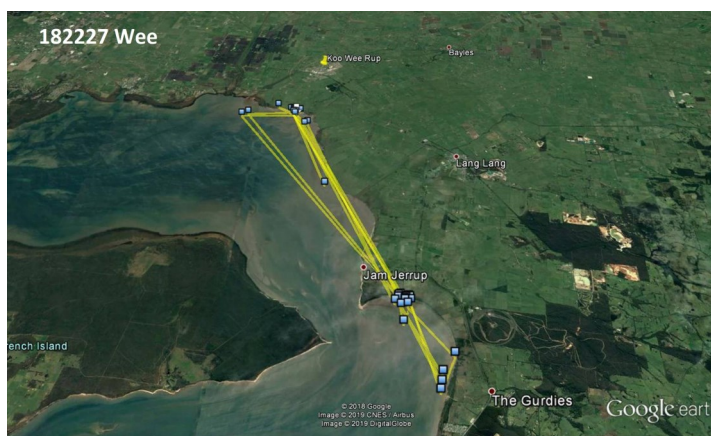 182227 Wee
Koo Wee Rup
Bayles
Lang Lang
Jam Jerrup
rench Island
The Gurdies
© 2018 Google
Image © 2019 CNES / Airbus
Image © 2019 DigitalGlobe
Google eart